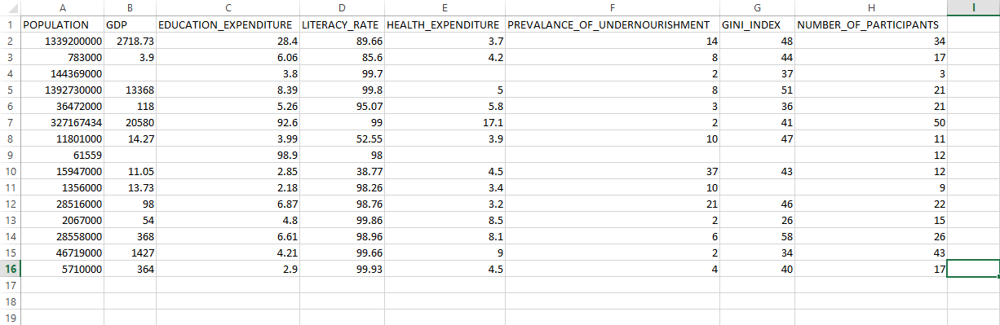 A B C D E F G H I
1 POPULATION GDP EDUCATION_EXPENDITURE LITERACY_RATE HEALTH_EXPENDITURE PREVALANCE_OF_UNDERNOURISHMENT GINI_INDEX NUMBER_OF_PARTICIPANTS
2 1339200000 2718.73 28.4 89.66 3.7 14 48 34
3 783000 3.9 6.06 85.6 4.2 8 44 17
4 144369000 3.8 99.7 2 37 3
5 1392730000 13368 8.39 99.8 5 8 51 21
6 36472000 118 5.26 95.07 5.8 3 36 21
7 327167434 20580 92.6 99 17.1 2 41 50
8 11801000 14.27 3.99 52.55 3.9 10 47 11
9 61559 98.9 98 12
10 15947000 11.05 2.85 38.77 4.5 37 43 12
11 1356000 13.73 2.18 98.26 3.4 10 9
12 28516000 98 6.87 98.76 3.2 21 46 22
13 2067000 54 4.8 99.86 8.5 2 26 15
14 28558000 368 6.61 98.96 8.1 6 58 26
15 46719000 1427 4.21 99.66 9 2 34 43
16 5710000 364 2.9 99.93 4.5 4 40 17
17
18
19